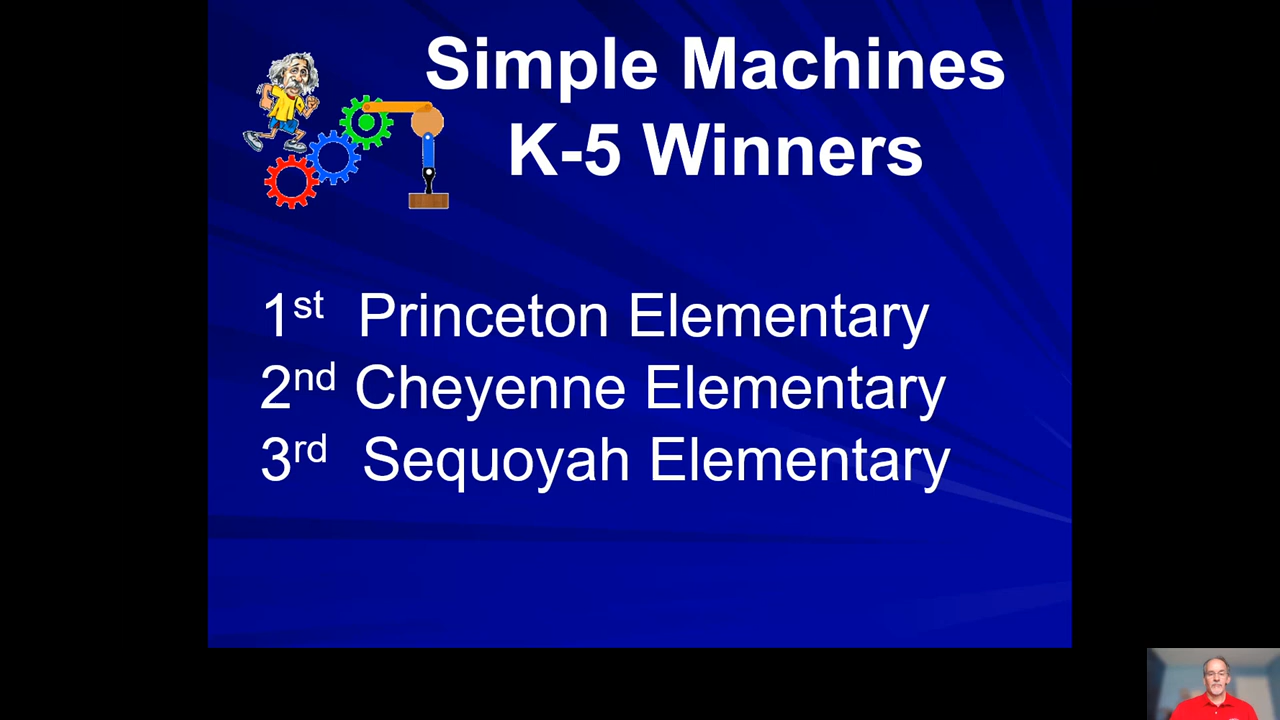 Simple Machines
K-5 Winners
1st Princeton Elementary
2nd Cheyenne Elementary
3rd Sequoyah Elementary